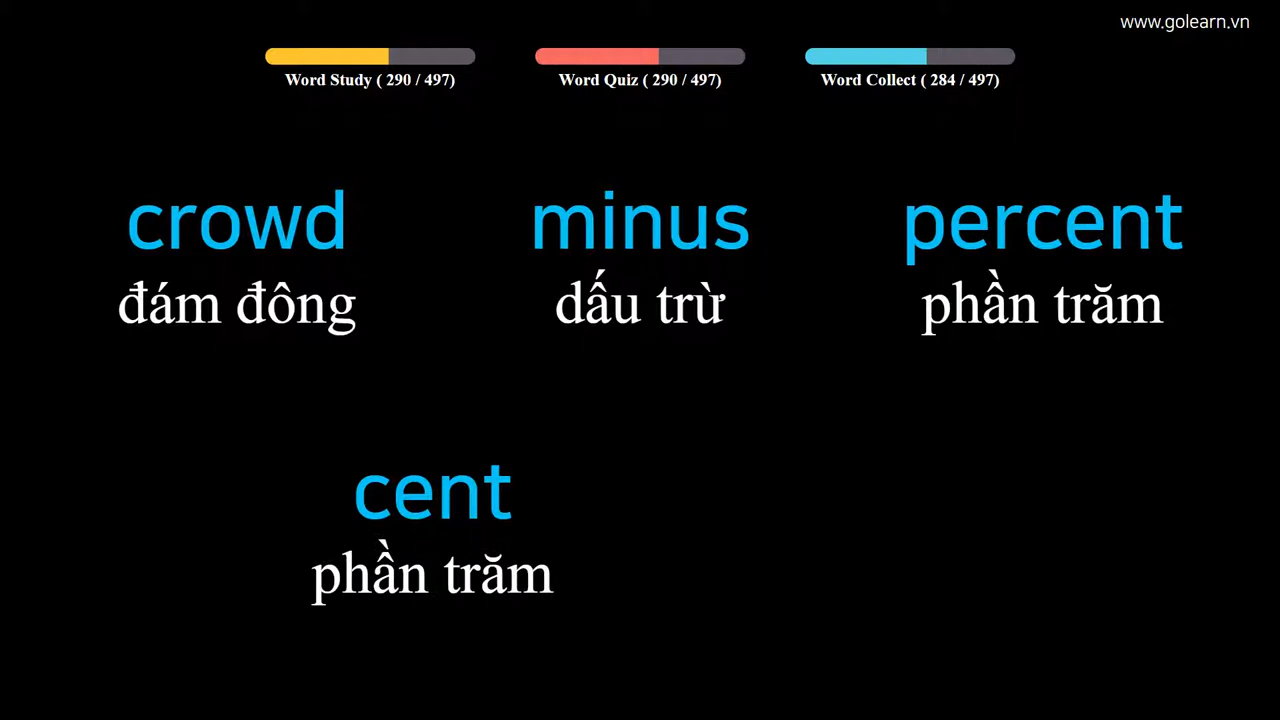 www.golearn.vn
Word Study ( 290 / 497)
Word Quiz ( 290 / 497)
Word Collect ( 284 / 497)
crowd
đám đông
minus
dấu trừ
percent
phần trăm
cent
phần trăm